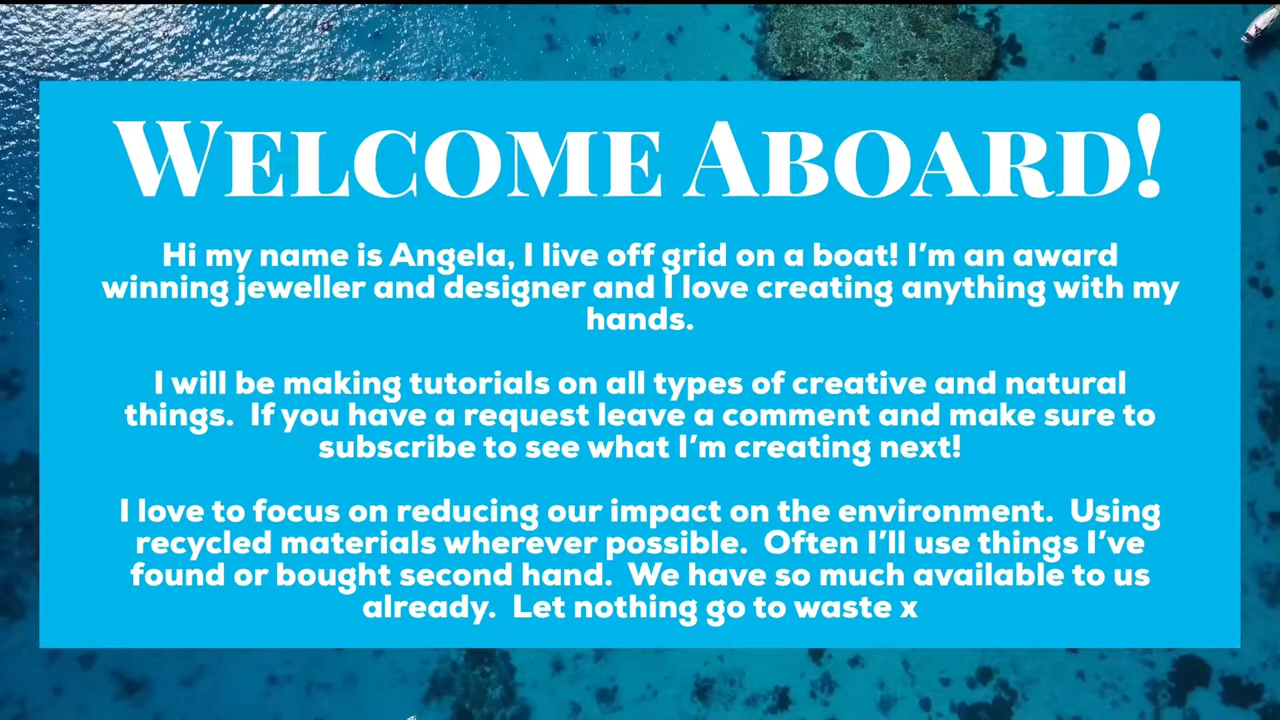 WELCOME ABOARD!
Hi my name is Angela, I live off grid on a boat! I'm an award
winning jeweller and designer and I love creating anything with my
hands.
I will be making tutorials on all types of creative and natural
things.  If you have a request leave a comment and make sure to
subscribe to see what I'm creating next!
I love to focus on reducing our impact on the environment.  Using
recycled materials wherever possible.  Often I'll use things I've
found or bought second hand.  We have so much available to us
already.  Let nothing go to waste x